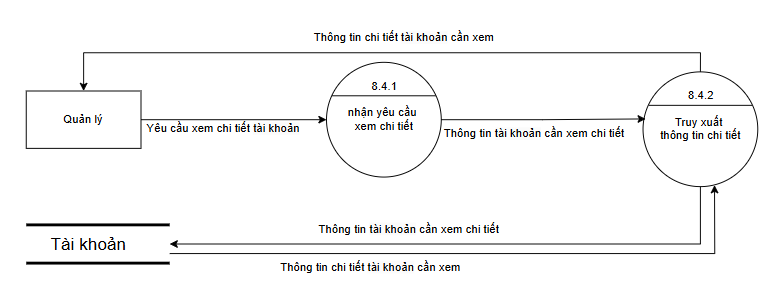 Thông tin chi tiết tài khoản cần xem
8.4.1
8.4.2
Quản lý
nhận yêu cầu
xem chi tiết
Truy xuất
thông tin chi tiết
Yêu cầu xem chi tiết tài khoản
Thông tin tài khoản cần xem chi tiết
Thông tin tài khoản cần xem chi tiết
Tài khoản
Thông tin chi tiết tài khoản cần xem